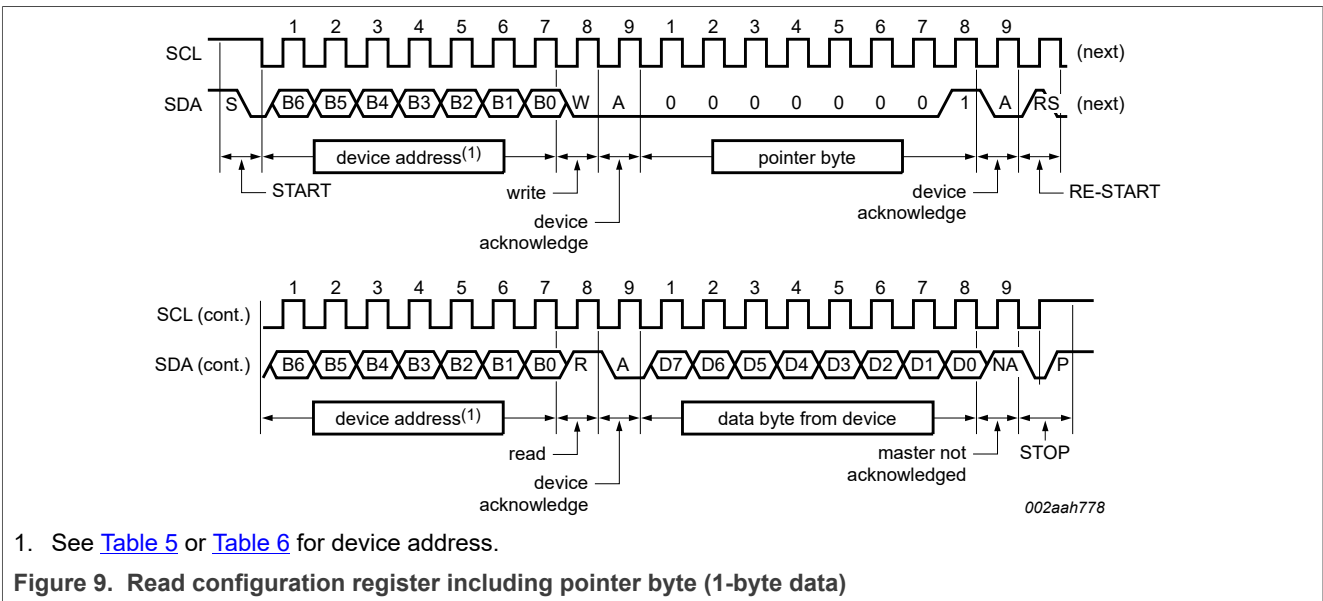 1 2 3 4 5 6 7 8 9 1 2 3 4 5 6 7 8 9
SCL (next)
SDA S B6 B5 B4 B3 B2 B1 B0 W A 0 0 0 0 0 0 0 1 A RS (next)
device address(1) pointer byte
START write device RE-START
acknowledge
device
acknowledge
1 2 3 4 5 6 7 8 9 1 2 3 4 5 6 7 8 9
SCL (cont.)
SDA (cont.) B6 B5 B4 B3 B2 B1 B0 R A D7 D6 D5 D4 D3 D2 D1 D0 NA P
device address(1) data byte from device
read master not STOP
acknowledged
device
acknowledge
002aah778
1. See Table 5 or Table 6 for device address.
Figure 9. Read configuration register including pointer byte (1-byte data)